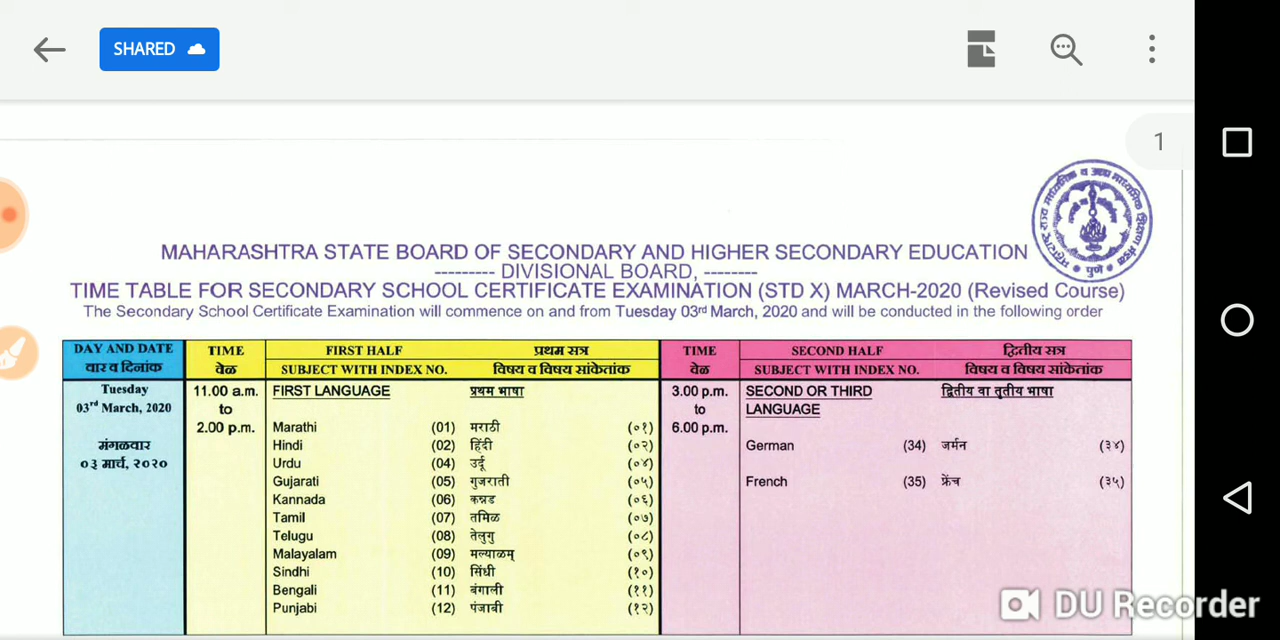 SHARED
1
MAHARASHTRA STATE BOARD OF SECONDARY AND HIGHER SECONDARY EDUCATION
--------- DIVISIONAL BOARD, --------
TIME TABLE FOR SECONDARY SCHOOL CERTIFICATE EXAMINATION (STD X) MARCH-2020 (Revised Course)
The Secondary School Certificate Examination will commence on and from Tuesday 03rd March, 2020 and will be conducted in the following order
DAY AND DATE TIME FIRST HALF प्रथम सत्र TIME SECOND HALF द्वितीय सत्र
वार व दिनांक वेळ SUBJECT WITH INDEX NO. विषय व विषय सांकेतांक वेळ SUBJECT WITH INDEX NO. विषय व विषय सांकेतांक
Tuesday 11.00 a.m. FIRST LANGUAGE प्रथम भाषा 3.00 p.m. SECOND OR THIRD द्वितीय वा तृतीय भाषा
03rd March, 2020 to to LANGUAGE
2.00 p.m. Marathi (01) मराठी (०१) 6.00 p.m.
मंगळवार Hindi (02) हिंदी (०२) German (34) जर्मन (३४)
०३ मार्च, २०२० Urdu (04) उर्दू (०४)
Gujarati (05) गुजराती (०५) French (35) फ्रेंच (३५)
Kannada (06) कन्नड (०६)
Tamil (07) तमिळ (०७)
Telugu (08) तेलुगु (०८)
Malayalam (09) मल्याळम् (०९)
Sindhi (10) सिंधी (१०)
Bengali (11) बंगाली (११)
Punjabi (12) पंजाबी (१२)
DU Recorder